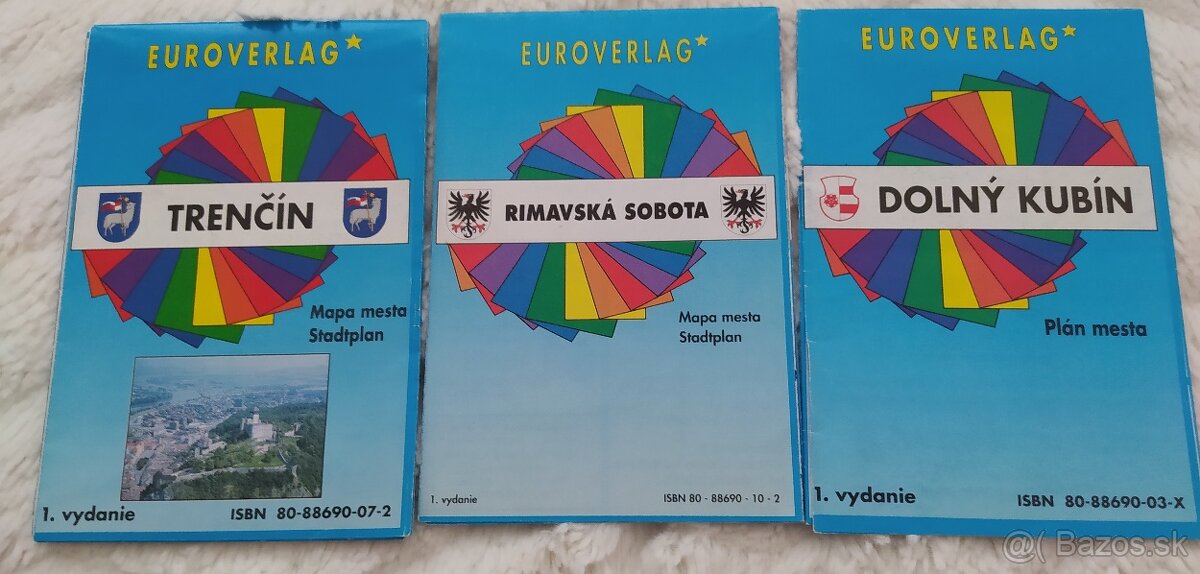 EUROVERLAG★
TRENČÍN
Mapa mesta
Stadtplan
1. vydanie
ISBN 80-88690-07-2
EUROVERLAG★
RIMAVSKÁ SOBOTA
Mapa mesta
Stadtplan
1. vydanie
ISBN 80 - 88690 - 10 - 2
EUROVERLAG★
DOLNÝ KUBÍN
Plán mesta
1. vydanie
ISBN 80-88690-03-X
@( Bazos.sk